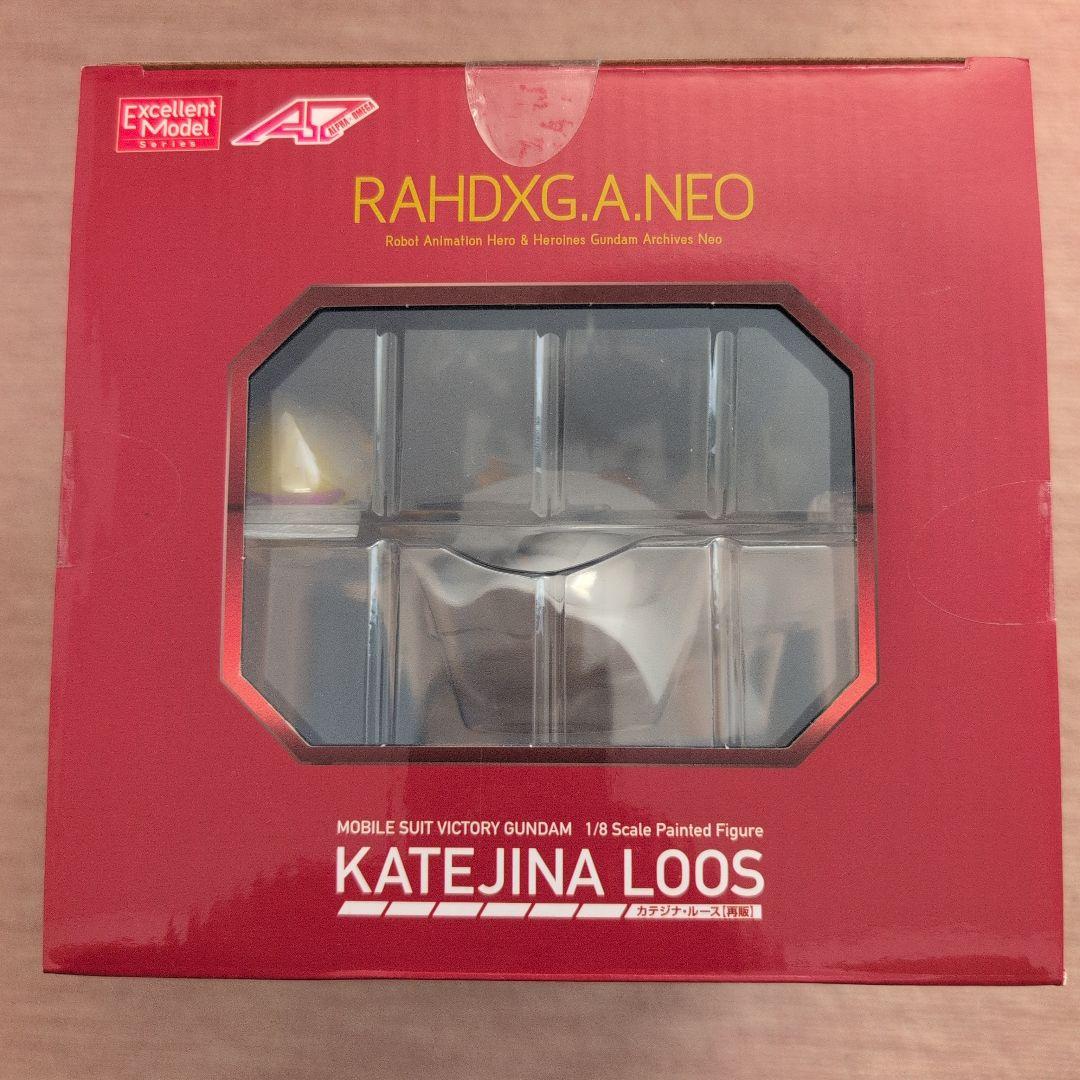 Excellent
Model
Series
ALPHA × OMEGA
RAHDXG.A.NEO
Robot Animation Hero & Heroines Gundam Archives Neo
MOBILE SUIT VICTORY GUNDAM 1/8 Scale Painted Figure
KATEJINA LOOS
カテジナ・ルース【再販】